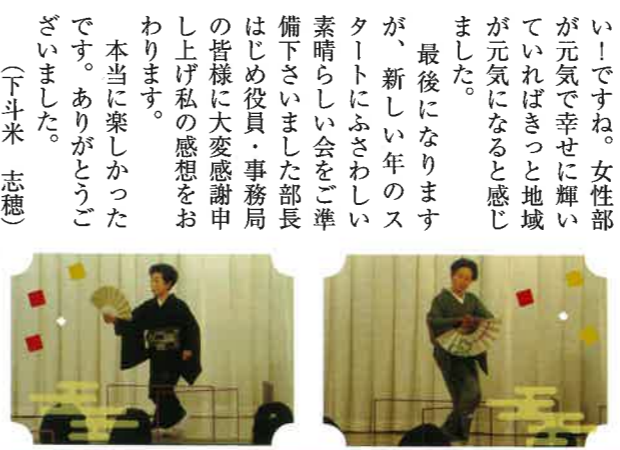 い！ですね。女性部
が元気で幸せに輝い
ていればきっと地域
が元気になると感じ
ました。
最後になります
が、新しい年のス
タートにふさわしい
素晴らしい会をご準
備下さいました部長
はじめ役員・事務局
の皆様に大変感謝申
し上げ私の感想をお
わります。
本当に楽しかった
です。ありがとうご
ざいました。
（下斗米　志穂）